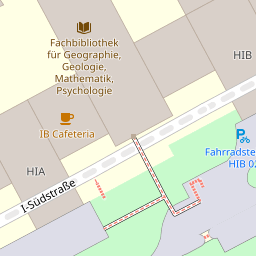 Fachbibliothek
für Geographie,
Geologie,
Mathematik,
Psychologie
HIB
IB Cafeteria
Fahrradste
HIB 02
HIA
I-Südstraße